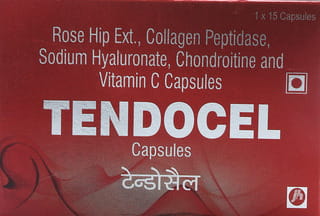 1 x 15 Capsules
Rose Hip Ext., Collagen Peptidase,
Sodium Hyaluronate, Chondroitine and
Vitamin C Capsules
TENDOCEL
Capsules
टेन्डोसैल